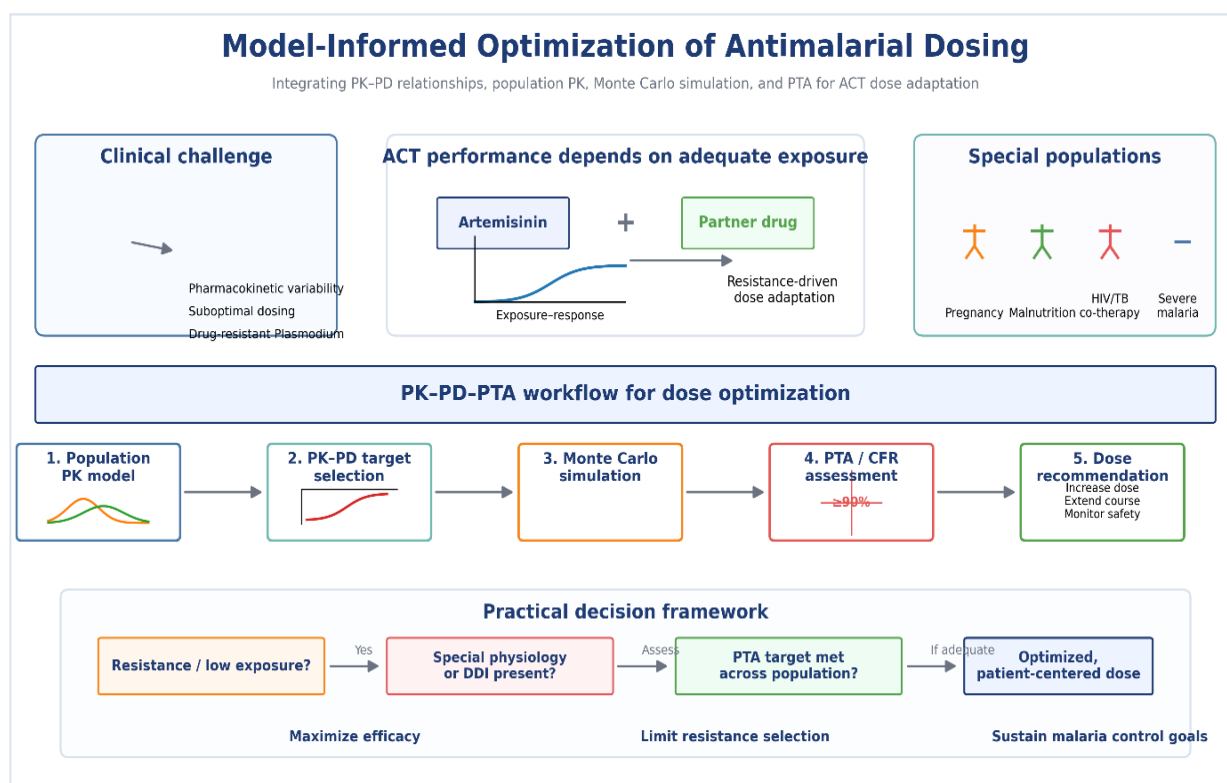 Model-Informed Optimization of Antimalarial Dosing
Integrating PK–PD relationships, population PK, Monte Carlo simulation, and PTA for ACT dose adaptation
Clinical challenge
Pharmacokinetic variability
Suboptimal dosing
Drug-resistant Plasmodium
ACT performance depends on adequate exposure
Artemisinin
+
Partner drug
Exposure–response
Resistance-driven
dose adaptation
Special populations
Pregnancy
Malnutrition
HIV/TB
co-therapy
Severe
malaria
PK–PD–PTA workflow for dose optimization
1. Population
PK model
2. PK–PD target
selection
3. Monte Carlo
simulation
4. PTA / CFR
assessment
≥90%
5. Dose
recommendation
Increase dose
Extend course
Monitor safety
Practical decision framework
Resistance / low exposure?
Yes
Special physiology
or DDI present?
Assess
PTA target met
across population?
If adequate
Optimized,
patient-centered dose
Maximize efficacy
Limit resistance selection
Sustain malaria control goals